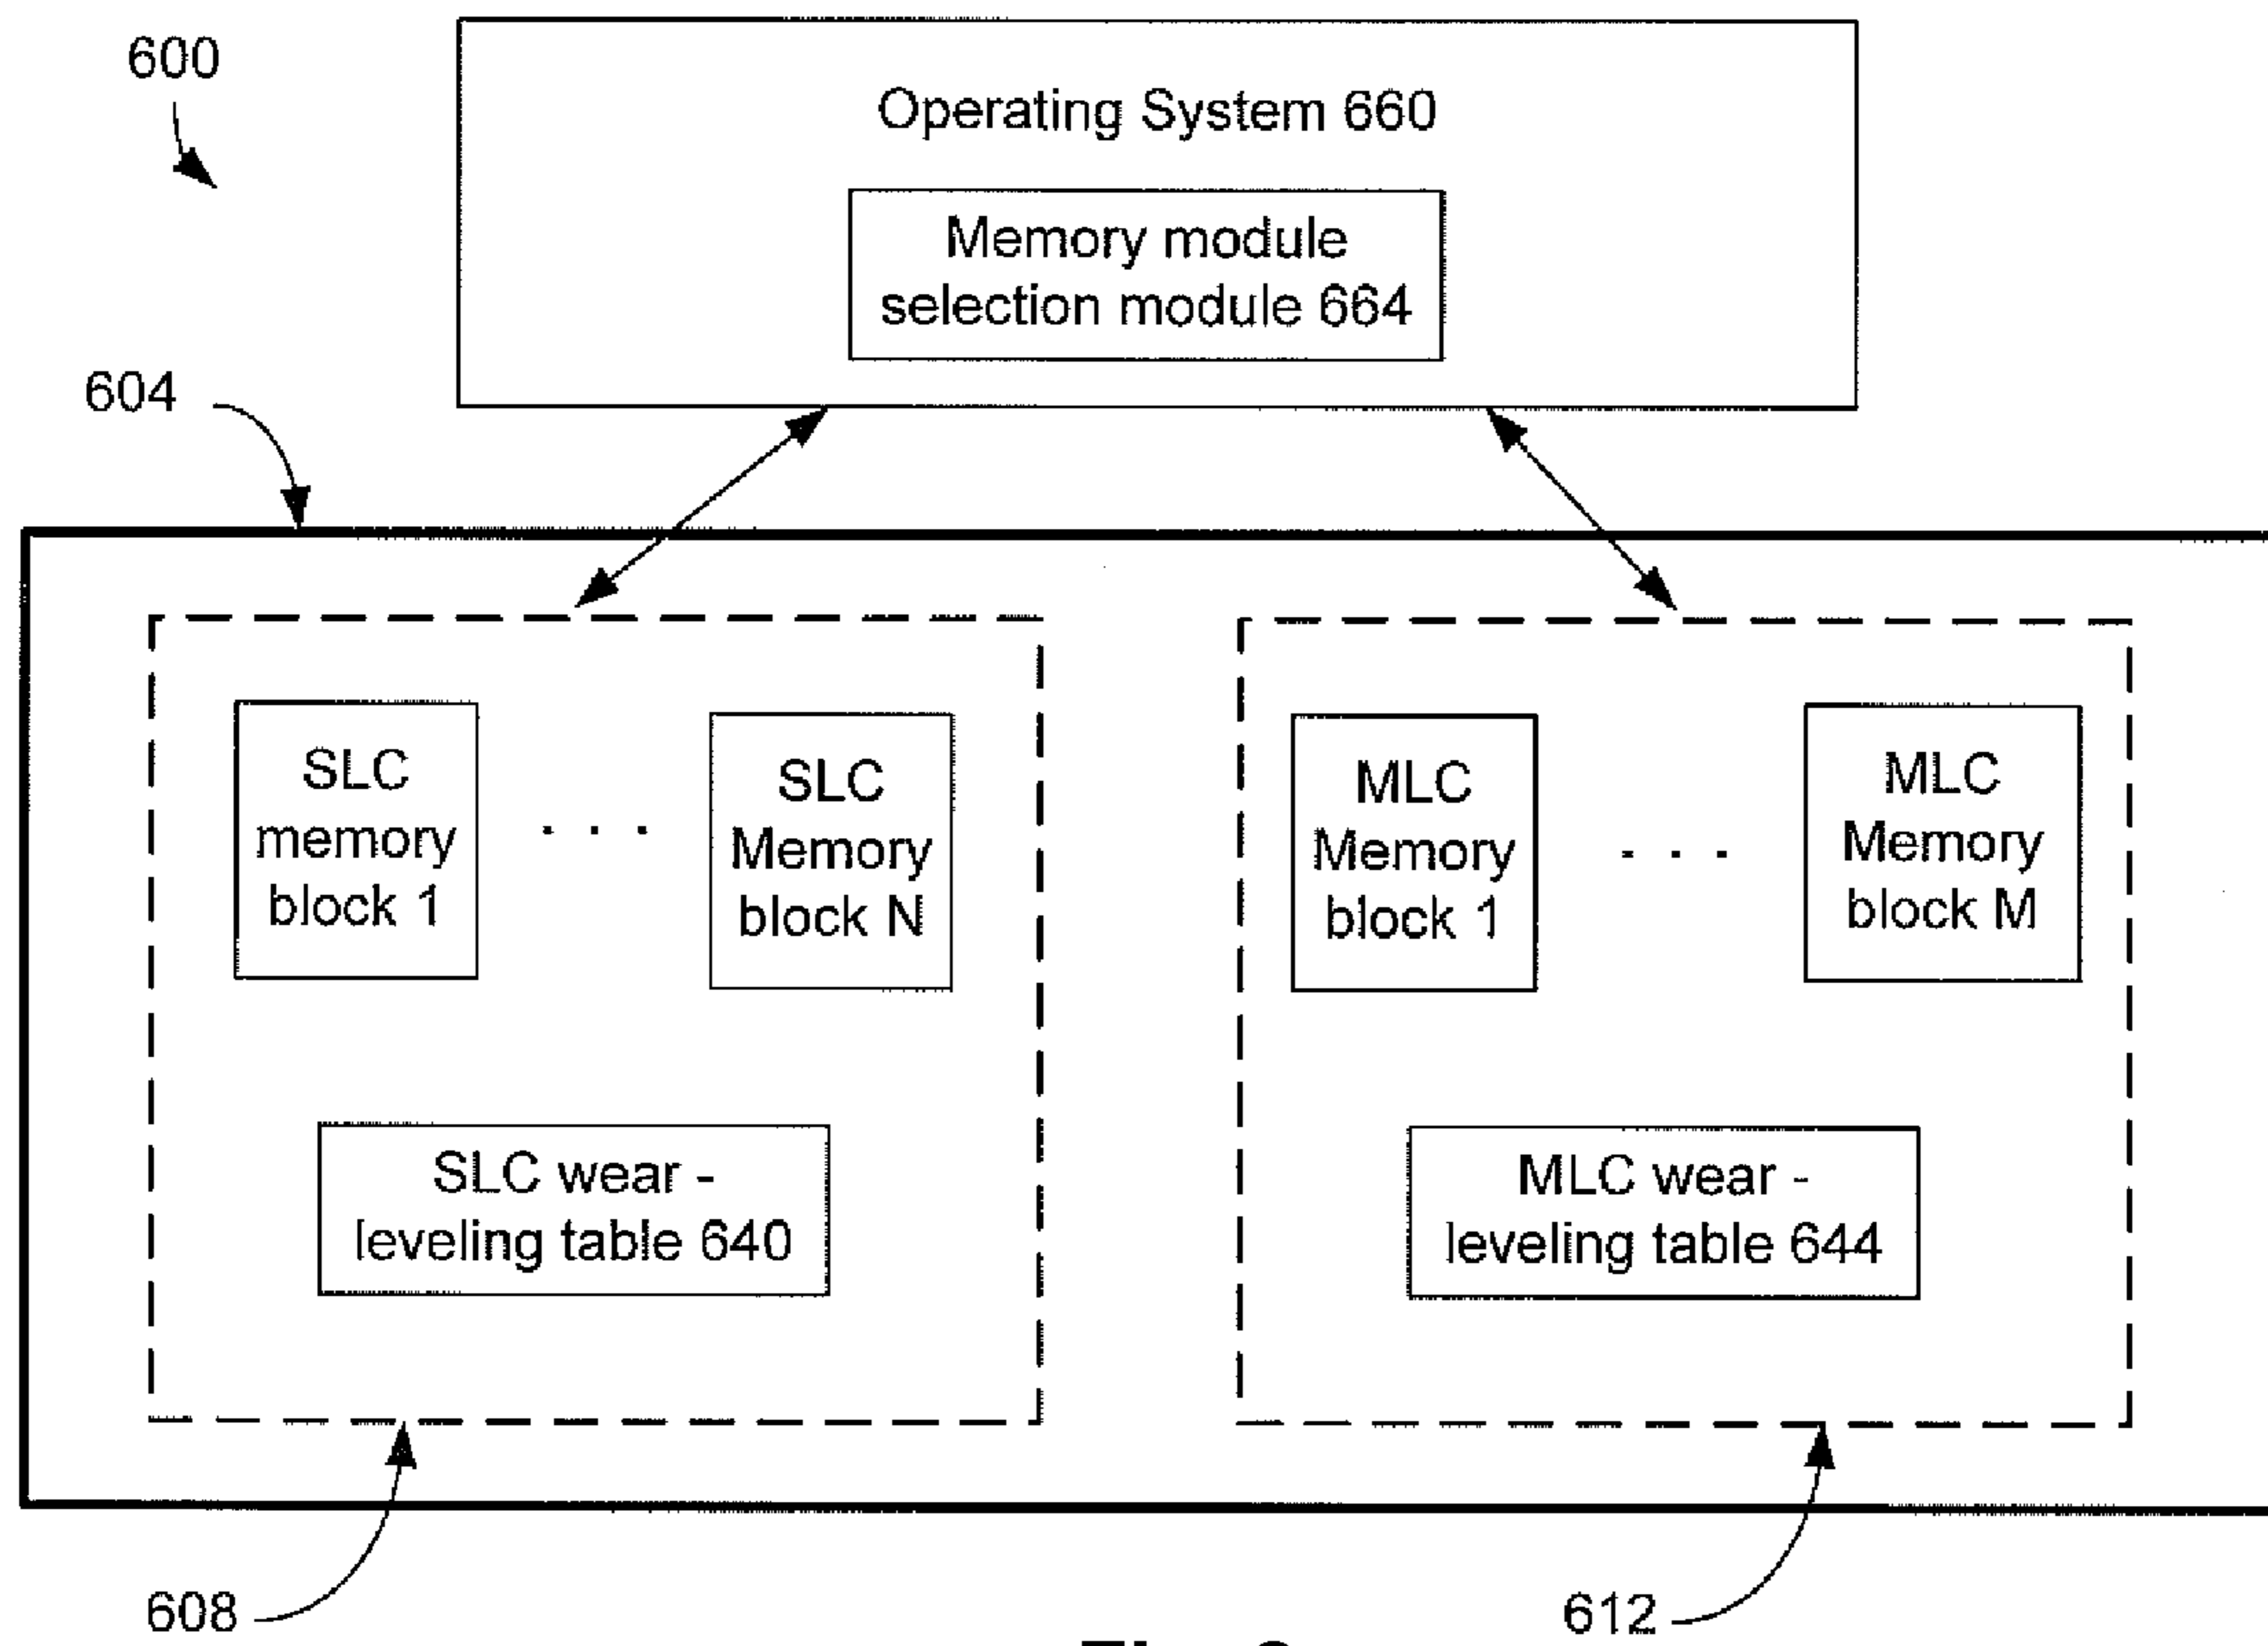 600
Operating System 660
Memory module
selection module 664
604
SLC
memory
block 1
. . .
SLC
Memory
block N
MLC
Memory
block 1
. . .
MLC
Memory
block M
SLC wear -
leveling table 640
MLC wear -
leveling table 644
608
612